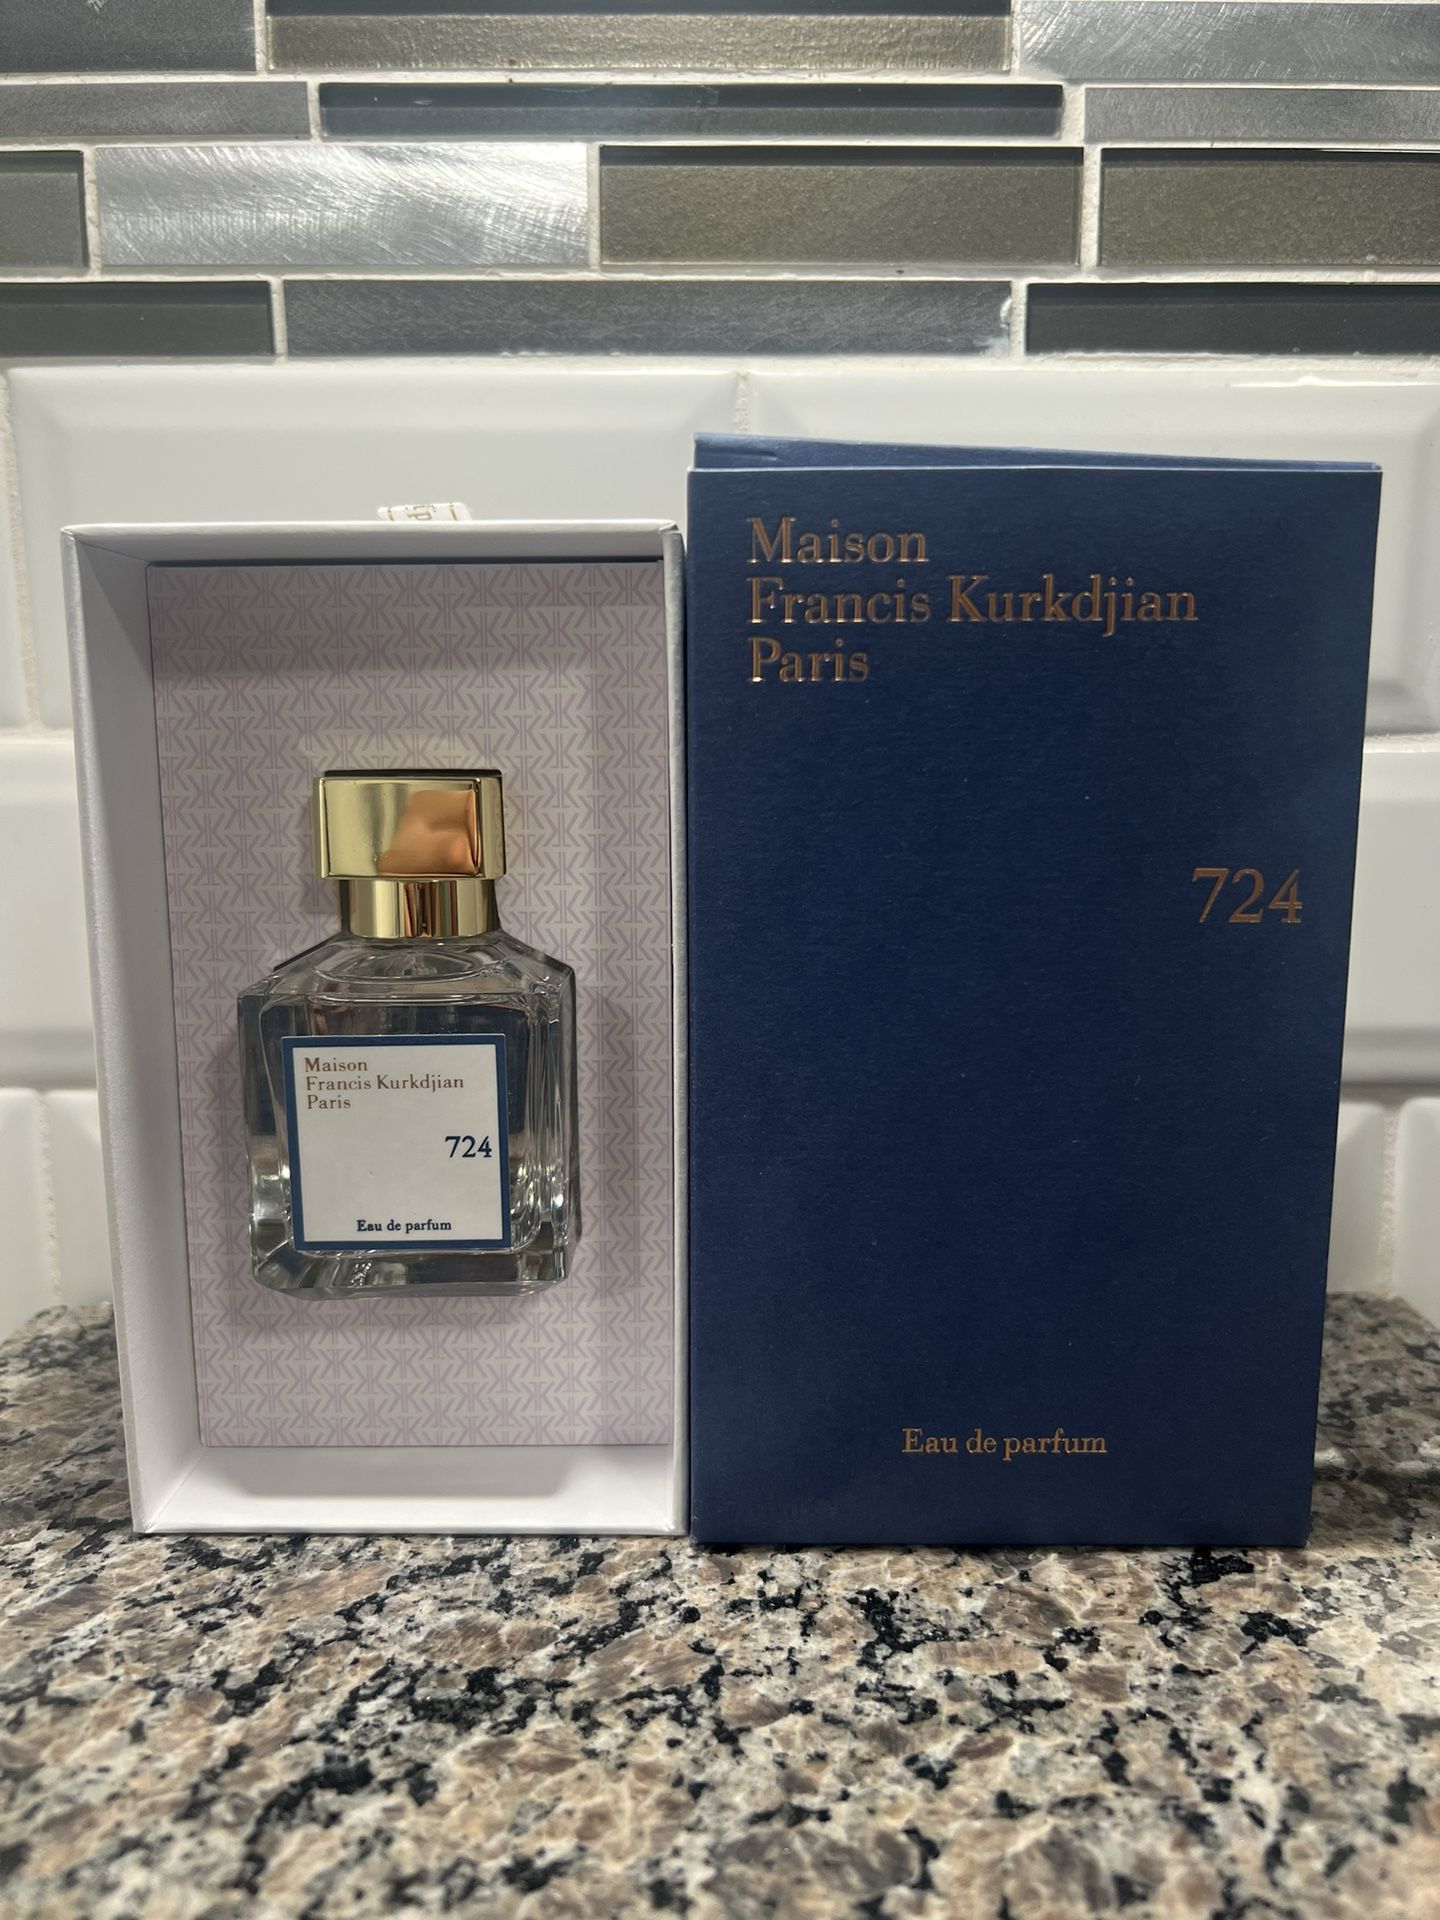 Maison
Francis Kurkdjian
Paris
724
Eau de parfum
Maison
Francis Kurkdjian
Paris
724
Eau de parfum